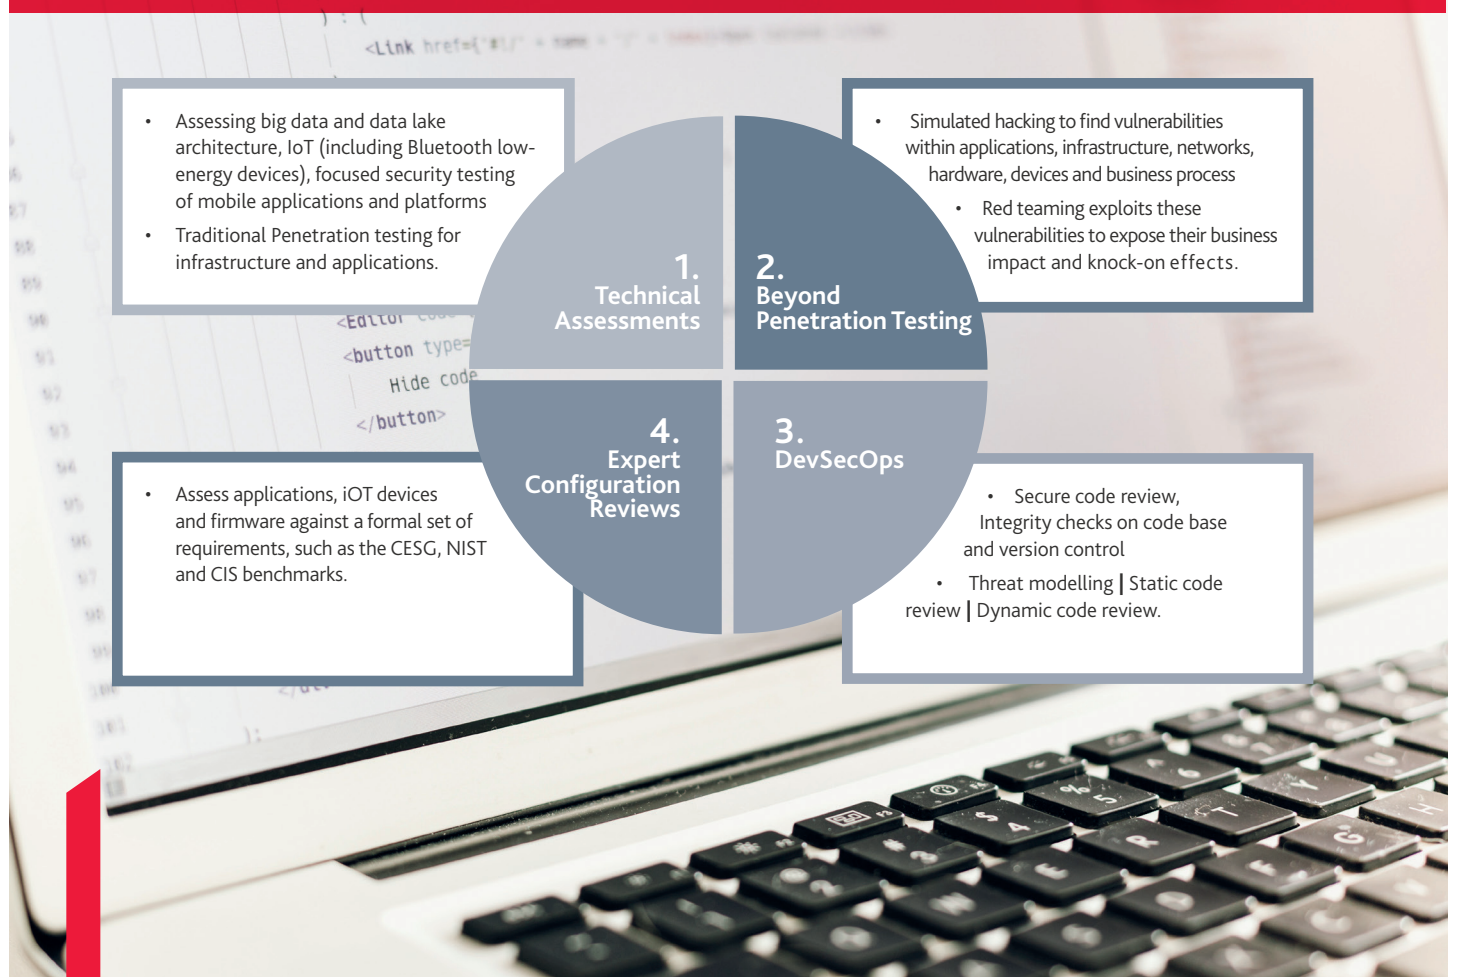 ) : (
<Link href={"#
• Assessing big data and data lake
architecture, IoT (including Bluetooth low-
energy devices), focused security testing
of mobile applications and platforms
• Traditional Penetration testing for
infrastructure and applications.
1.
Technical
Assessments
• Simulated hacking to find vulnerabilities
within applications, infrastructure, networks,
hardware, devices and business process
• Red teaming exploits these
vulnerabilities to expose their business
impact and knock-on effects.
2.
Beyond
Penetration Testing
<Editor
<button type=
Hide code
</button>
4.
Expert
Configuration
Reviews
3.
DevSecOps
• Assess applications, iOT devices
and firmware against a formal set of
requirements, such as the CESG, NIST
and CIS benchmarks.
• Secure code review,
Integrity checks on code base
and version control
• Threat modelling | Static code
review | Dynamic code review.
);